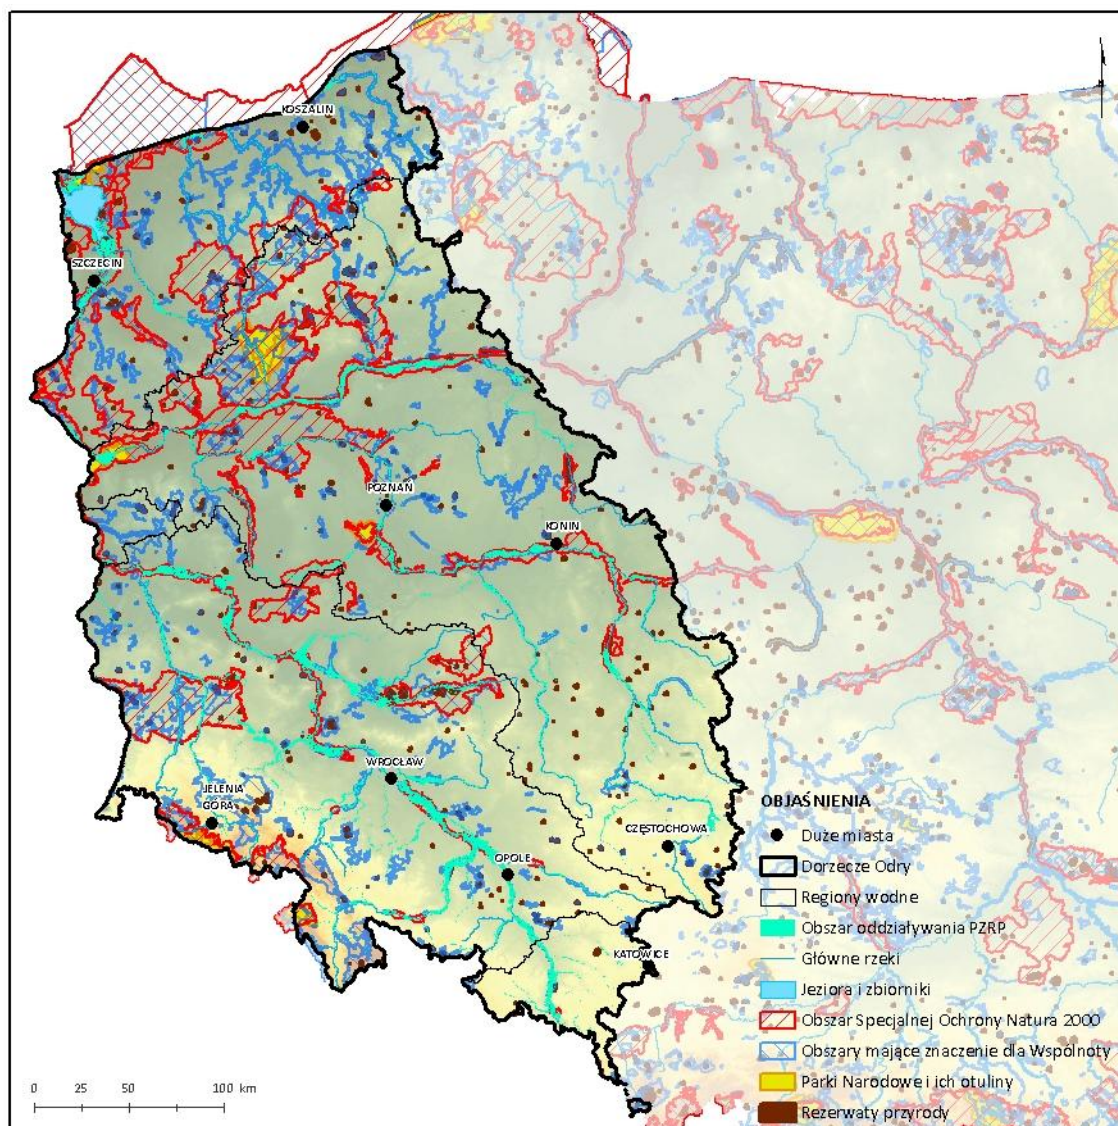 KOSZALIN
SZCZECIN
POZNAŃ
KONIN
WROCŁAW
JELENIA
GÓRA
CZĘSTOCHOWA
OPOLE
KATOWICE
OBJAŚNIENIA
Duże miasta
Dorzecze Odry
Regiony wodne
Obszar oddziaływania PZRP
Główne rzeki
Jeziora i zbiorniki
Obszar Specjalnej Ochrony Natura 2000
Obszary mające znaczenie dla Wspólnoty
Parki Narodowe i ich otuliny
Rezerwaty przyrody
0 25 50 100 km